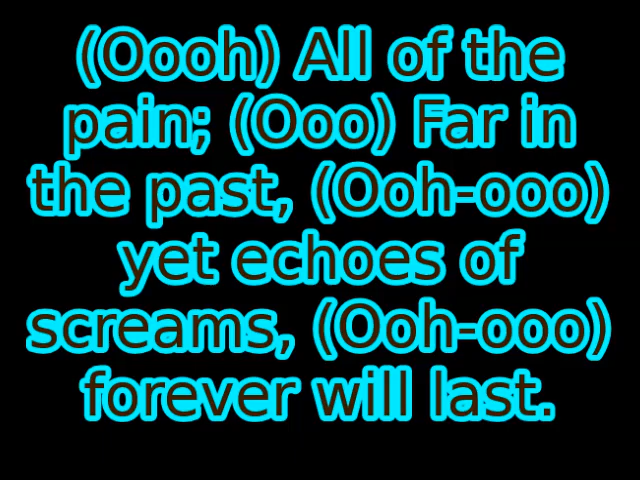 (Oooh) All of the
pain; (Ooo) Far in
the past, (Ooh-ooo)
yet echoes of
screams, (Ooh-ooo)
forever will last.